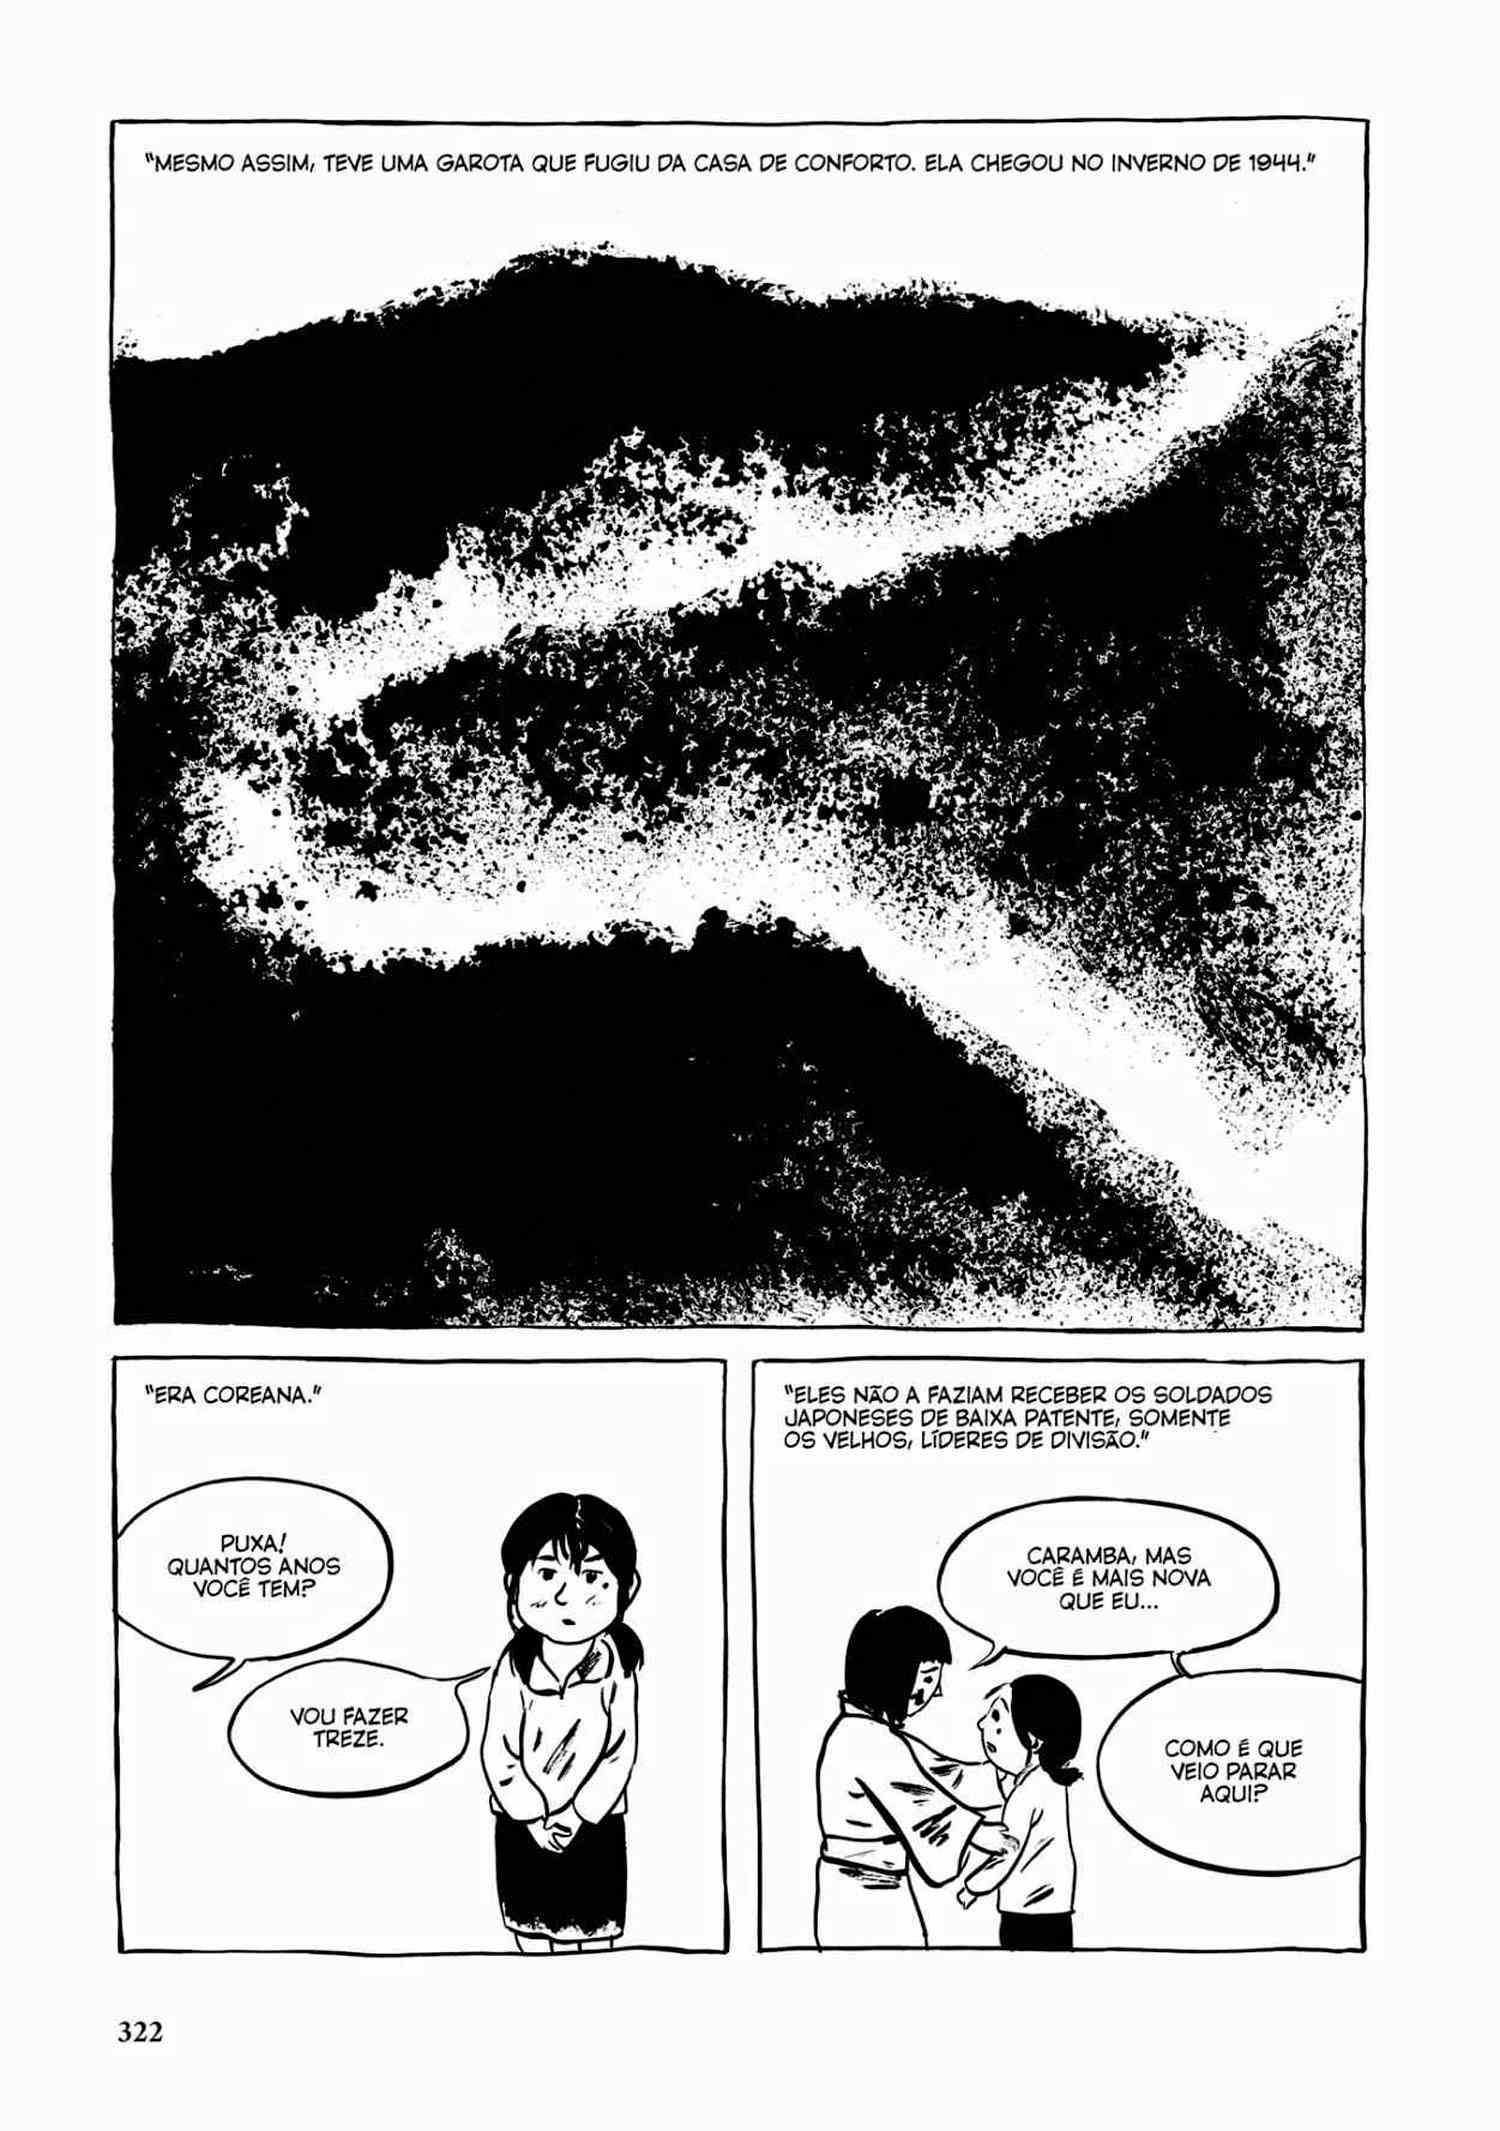 "MESMO ASSIM, TEVE UMA GAROTA QUE FUGIU DA CASA DE CONFORTO. ELA CHEGOU NO INVERNO DE 1944."
"ERA COREANA."
PUXA!
QUANTOS ANOS
VOCÊ TEM?
VOU FAZER
TREZE.
"ELES NÃO A FAZIAM RECEBER OS SOLDADOS
JAPONESES DE BAIXA PATENTE, SOMENTE
OS VELHOS, LÍDERES DE DIVISÃO."
CARAMBA, MAS
VOCÊ É MAIS NOVA
QUE EU...
COMO É QUE
VEIO PARAR
AQUI?
322